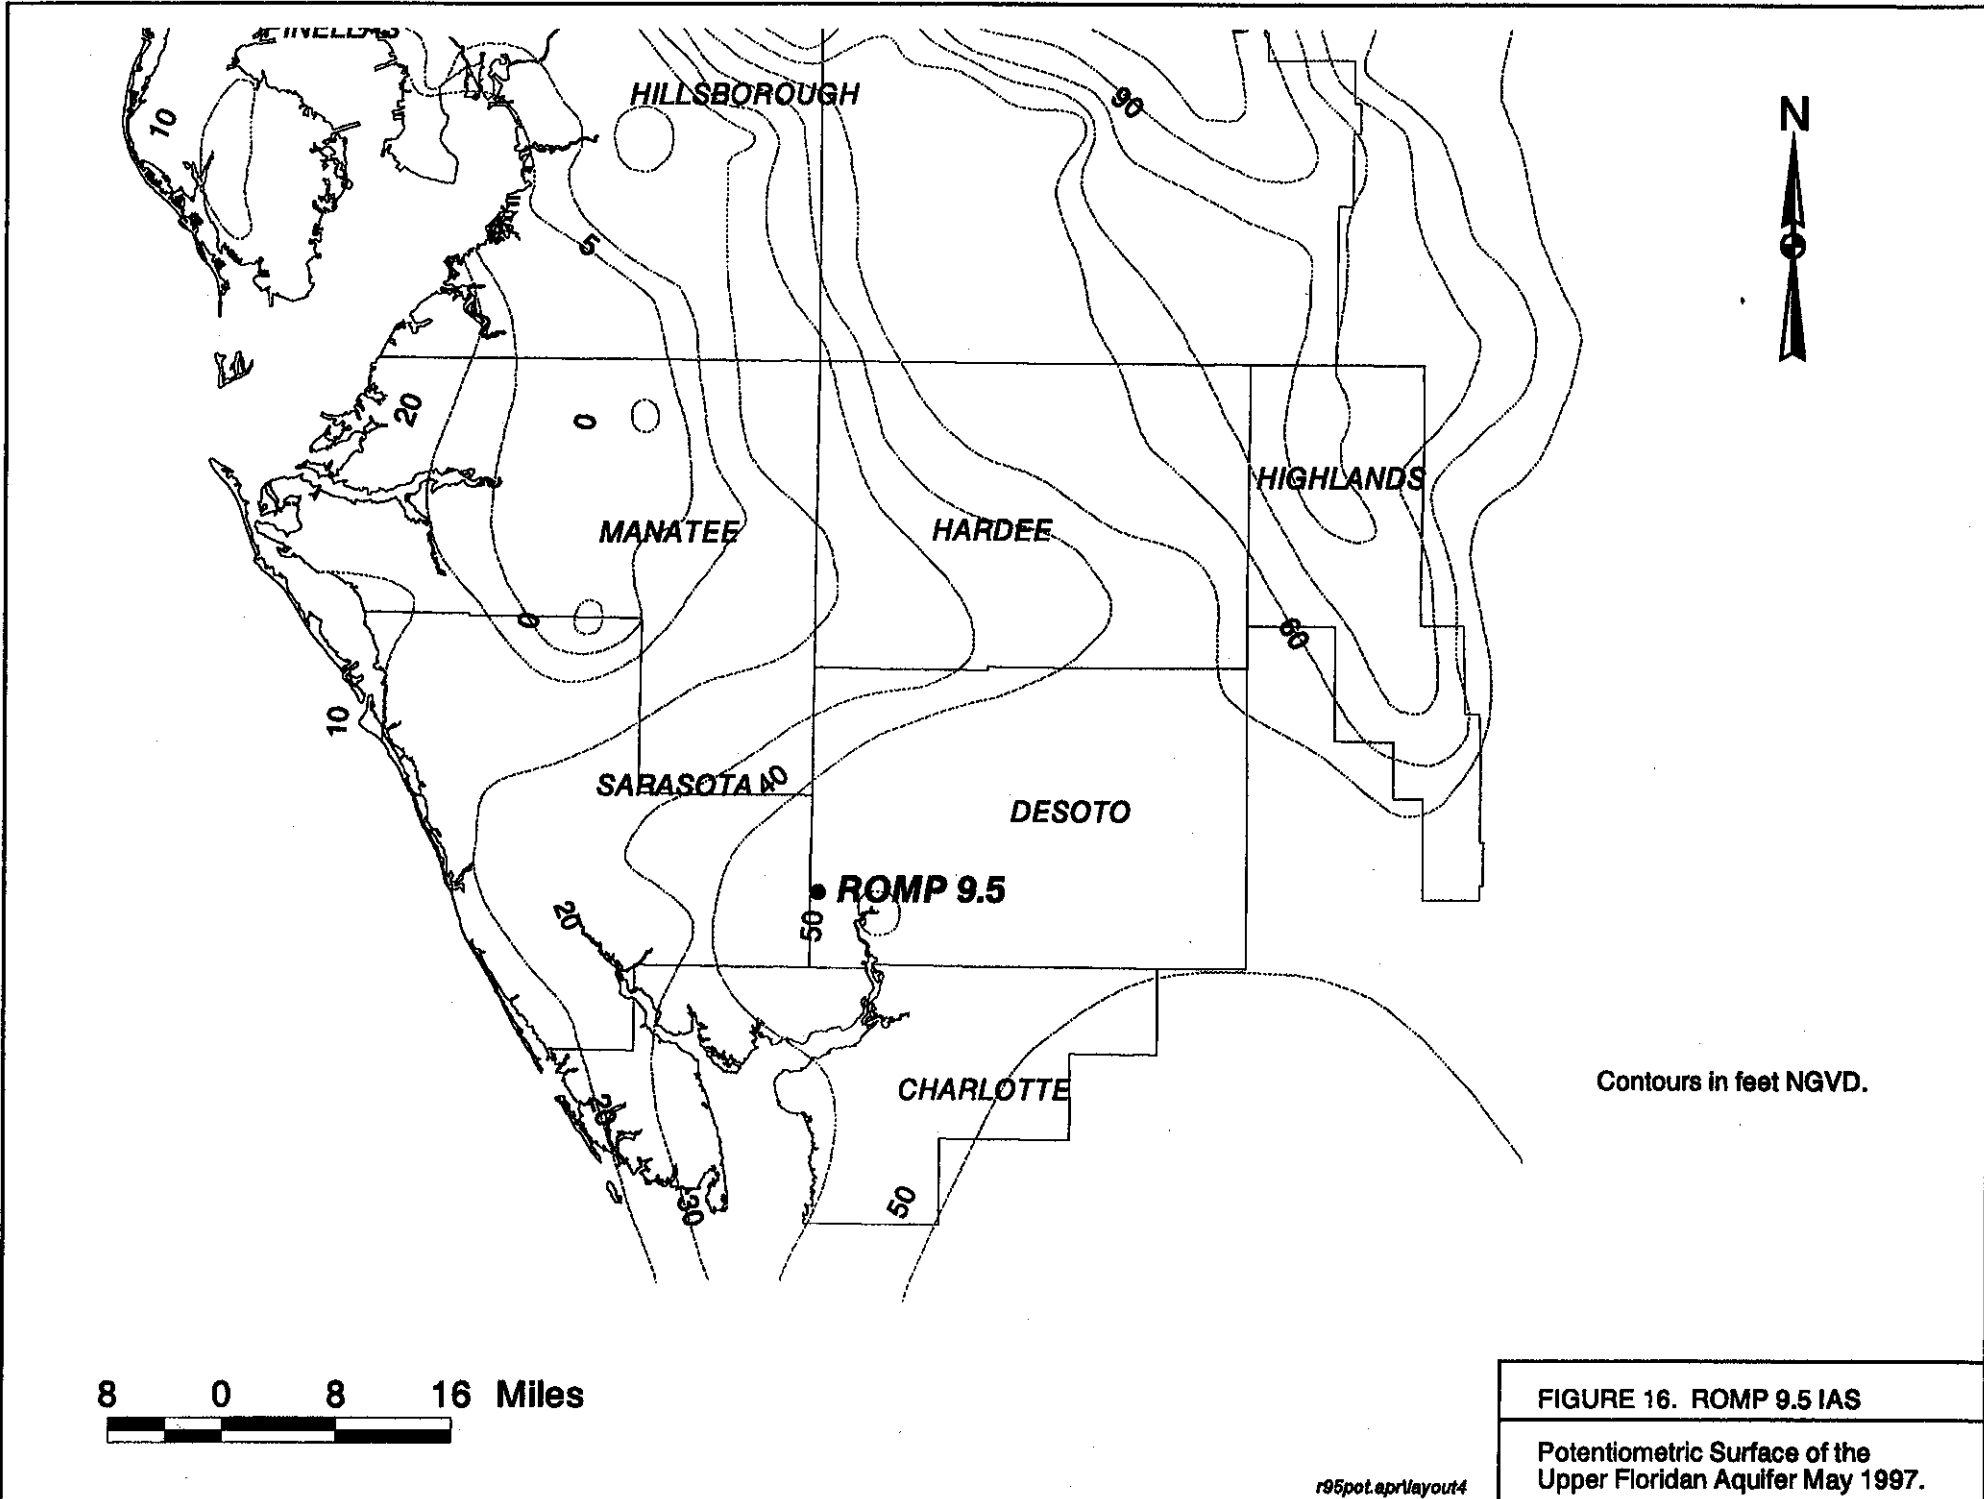 PINELLAS
HILLSBOROUGH
90
10
N
5
20
0
HIGHLANDS
MANATEE
HARDEE
0
60
10
SARASOTA
40
DESOTO
ROMP 9.5
20
50
Contours in feet NGVD.
CHARLOTTE
20
50
30
8 0 8 16 Miles
FIGURE 16. ROMP 9.5 IAS
Potentiometric Surface of the
Upper Floridan Aquifer May 1997.
r95pot.apr\layout4